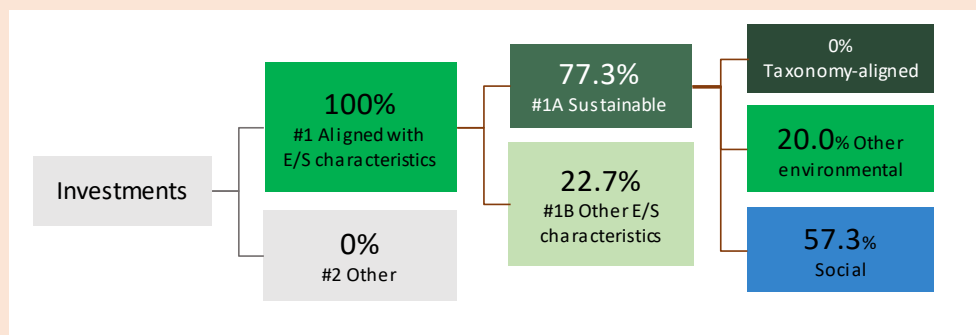 Investments
100%
#1 Aligned with
E/S characteristics
0%
#2 Other
77.3%
#1A Sustainable
22.7%
#1B Other E/S
characteristics
0%
Taxonomy-aligned
20.0% Other
environmental
57.3%
Social